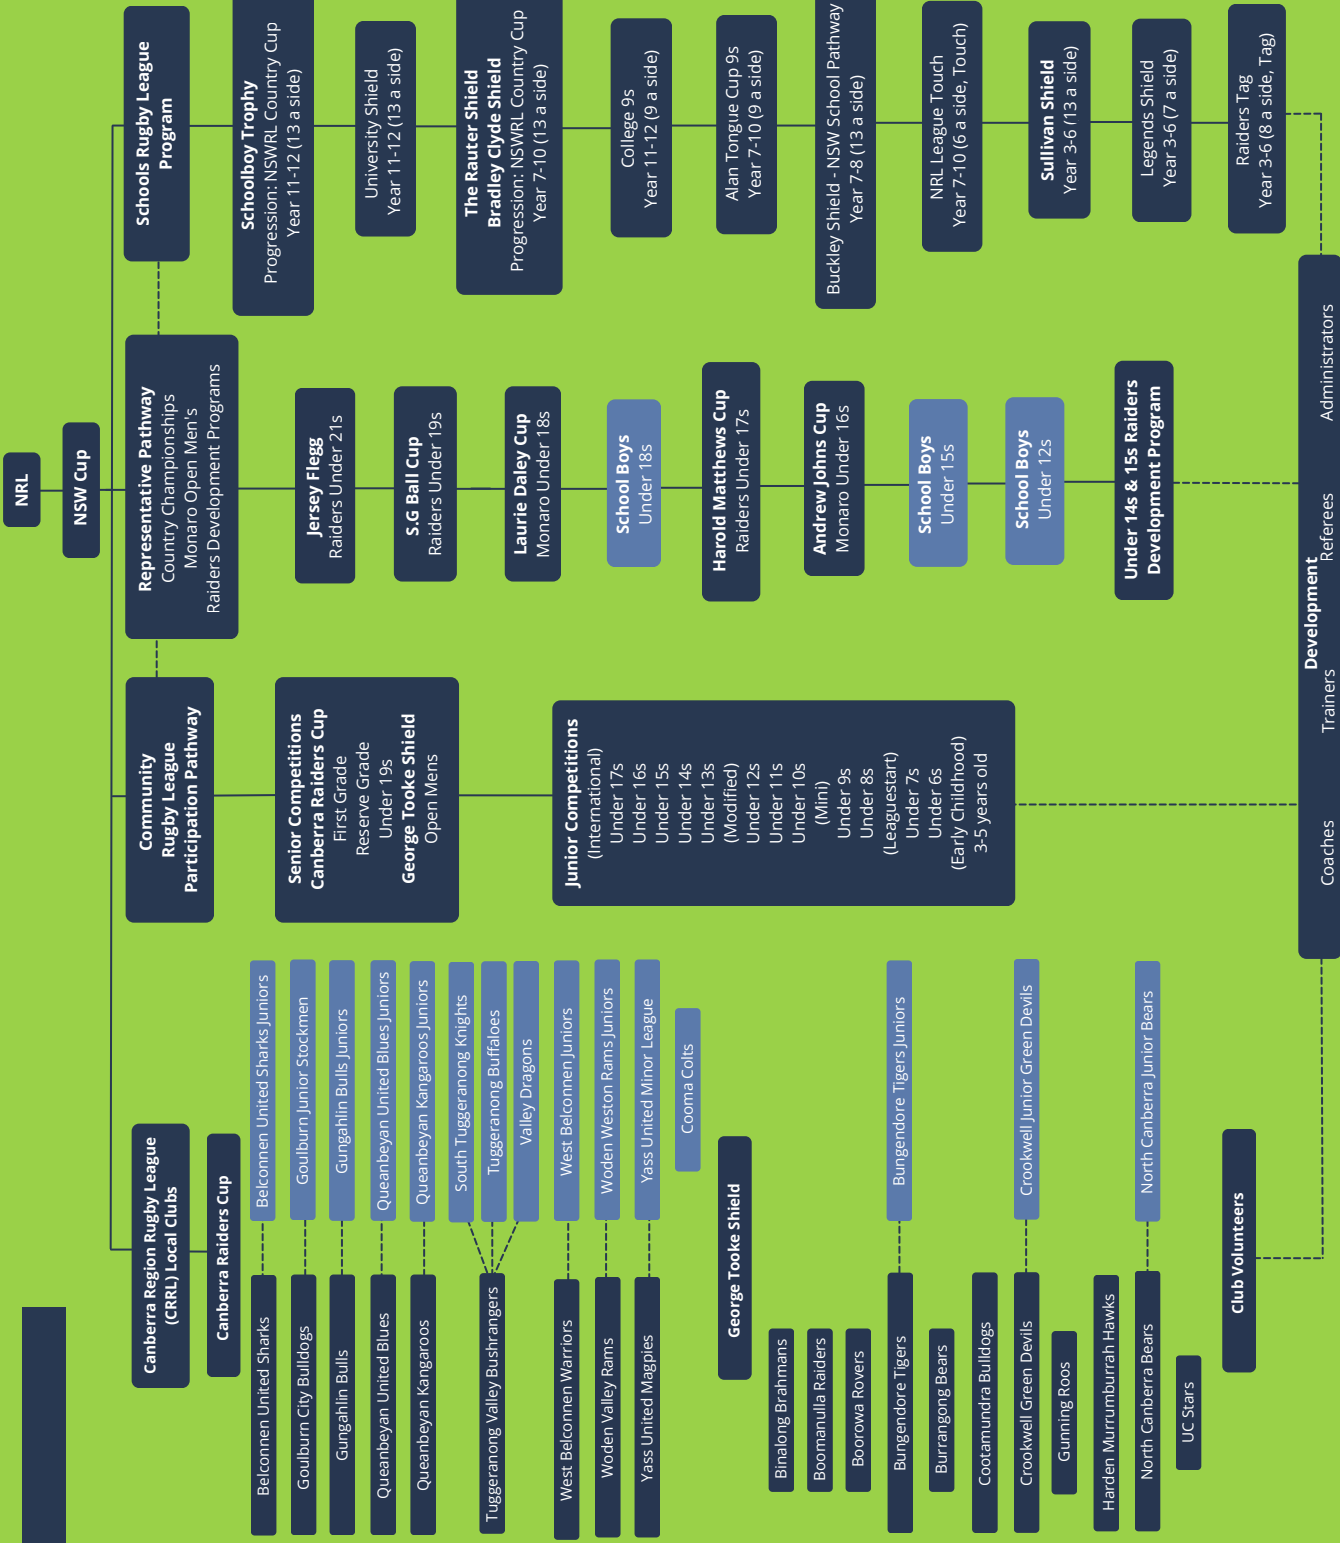 NRL
NSW Cup
Canberra Region Rugby League
(CRRL) Local Clubs
Canberra Raiders Cup
Belconnen United Sharks
Belconnen United Sharks Juniors
Goulburn City Bulldogs
Goulburn Junior Stockmen
Gungahlin Bulls
Gungahlin Bulls Juniors
Queanbeyan United Blues
Queanbeyan United Blues Juniors
Queanbeyan Kangaroos
Queanbeyan Kangaroos Juniors
Tuggeranong Valley Bushrangers
South Tuggeranong Knights
Tuggeranong Buffaloes
Valley Dragons
West Belconnen Warriors
West Belconnen Juniors
Woden Valley Rams
Woden Weston Rams Juniors
Yass United Magpies
Yass United Minor League
Cooma Colts
George Tooke Shield
Binalong Brahmans
Boomanulla Raiders
Boorowa Rovers
Bungendore Tigers
Bungendore Tigers Juniors
Burrangong Bears
Cootamundra Bulldogs
Crookwell Green Devils
Crookwell Junior Green Devils
Gunning Roos
Harden Murrumburrah Hawks
North Canberra Bears
North Canberra Junior Bears
UC Stars
Club Volunteers
Community
Rugby League
Participation Pathway
Senior Competitions
Canberra Raiders Cup
First Grade
Reserve Grade
Under 19s
George Tooke Shield
Open Mens
Junior Competitions
(International)
Under 17s
Under 16s
Under 15s
Under 14s
Under 13s
(Modified)
Under 12s
Under 11s
Under 10s
(Mini)
Under 9s
Under 8s
(Leaguestart)
Under 7s
Under 6s
(Early Childhood)
3-5 years old
Representative Pathway
Country Championships
Monaro Open Men's
Raiders Development Programs
Jersey Flegg
Raiders Under 21s
S.G Ball Cup
Raiders Under 19s
Laurie Daley Cup
Monaro Under 18s
School Boys
Under 18s
Harold Matthews Cup
Raiders Under 17s
Andrew Johns Cup
Monaro Under 16s
School Boys
Under 15s
School Boys
Under 12s
Under 14s & 15s Raiders
Development Program
Schools Rugby League
Program
Schoolboy Trophy
Progression: NSWRL Country Cup
Year 11-12 (13 a side)
University Shield
Year 11-12 (13 a side)
The Rauter Shield
Bradley Clyde Shield
Progression: NSWRL Country Cup
Year 7-10 (13 a side)
College 9s
Year 11-12 (9 a side)
Alan Tongue Cup 9s
Year 7-10 (9 a side)
Buckley Shield - NSW School Pathway
Year 7-8 (13 a side)
NRL League Touch
Year 7-10 (6 a side, Touch)
Sullivan Shield
Year 3-6 (13 a side)
Legends Shield
Year 3-6 (7 a side)
Raiders Tag
Year 3-6 (8 a side, Tag)
Development
Coaches Trainers Referees Administrators